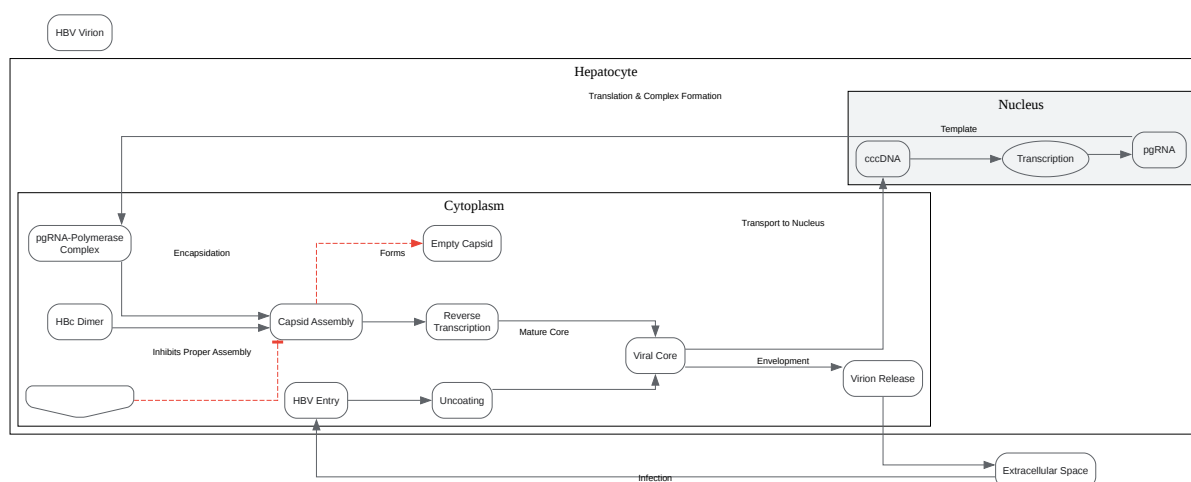 HBV Virion
Hepatocyte
Translation & Complex Formation
Nucleus
Template
cccDNA
Transcription
pgRNA
Cytoplasm
Transport to Nucleus
pgRNA-Polymerase
Complex
Encapsidation
Forms
Empty Capsid
HBc Dimer
Capsid Assembly
Reverse
Transcription
Mature Core
Inhibits Proper Assembly
Viral Core
Envelopment
Virion Release
HBV Entry
Uncoating
Extracellular Space
Infection